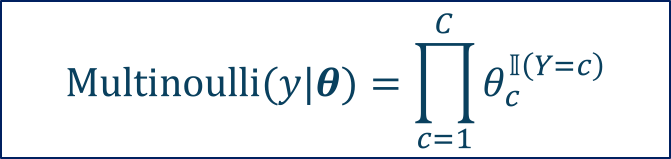 Multinoulli(y|𝜽) = ∏_{c=1}^{C} θ_c^{𝕀(Y=c)}